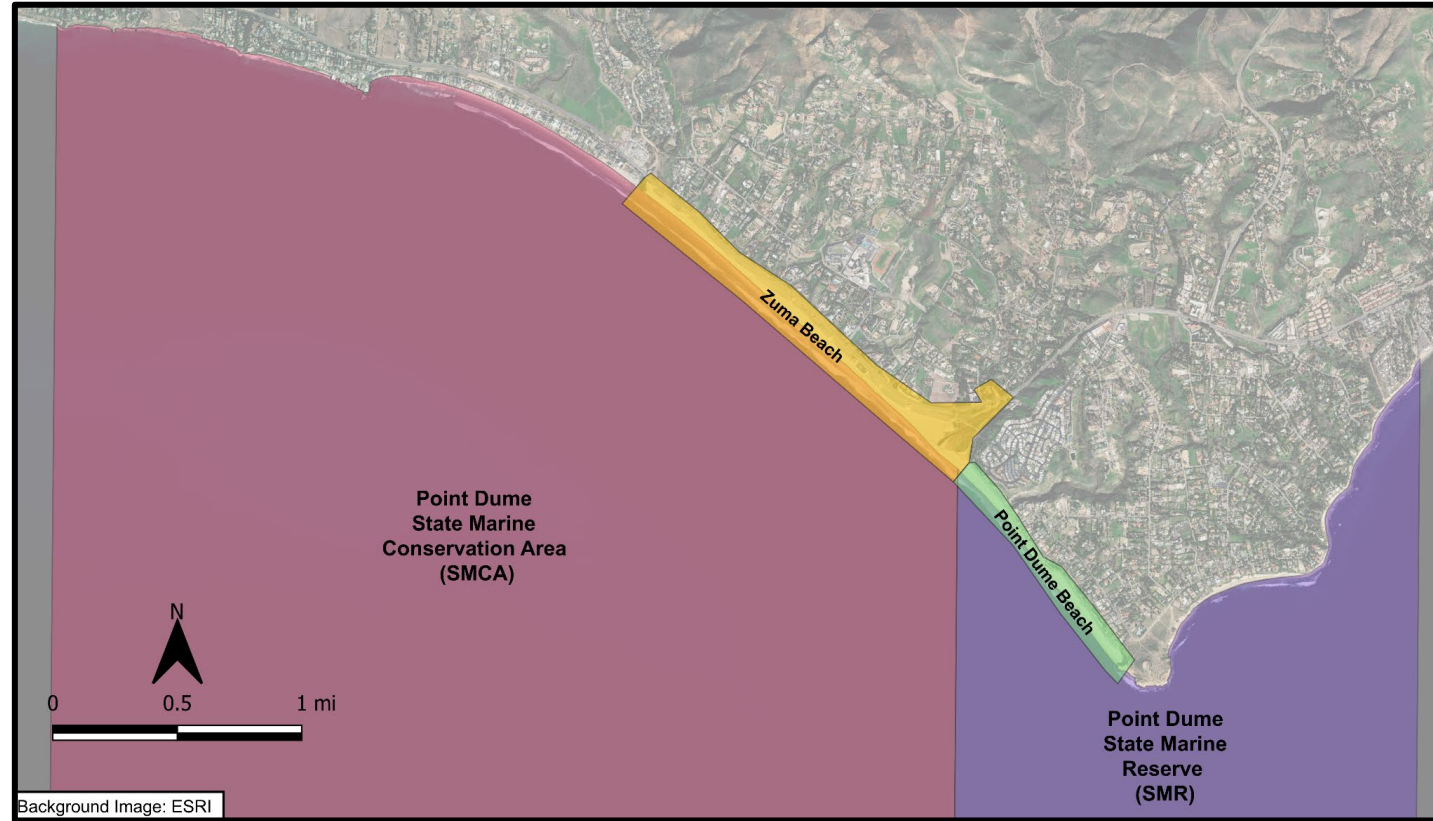 Zuma Beach
Point Dume Beach
Point Dume
State Marine
Conservation Area
(SMCA)
N
0 0.5 1 mi
Point Dume
State Marine
Reserve
(SMR)
Background Image: ESRI